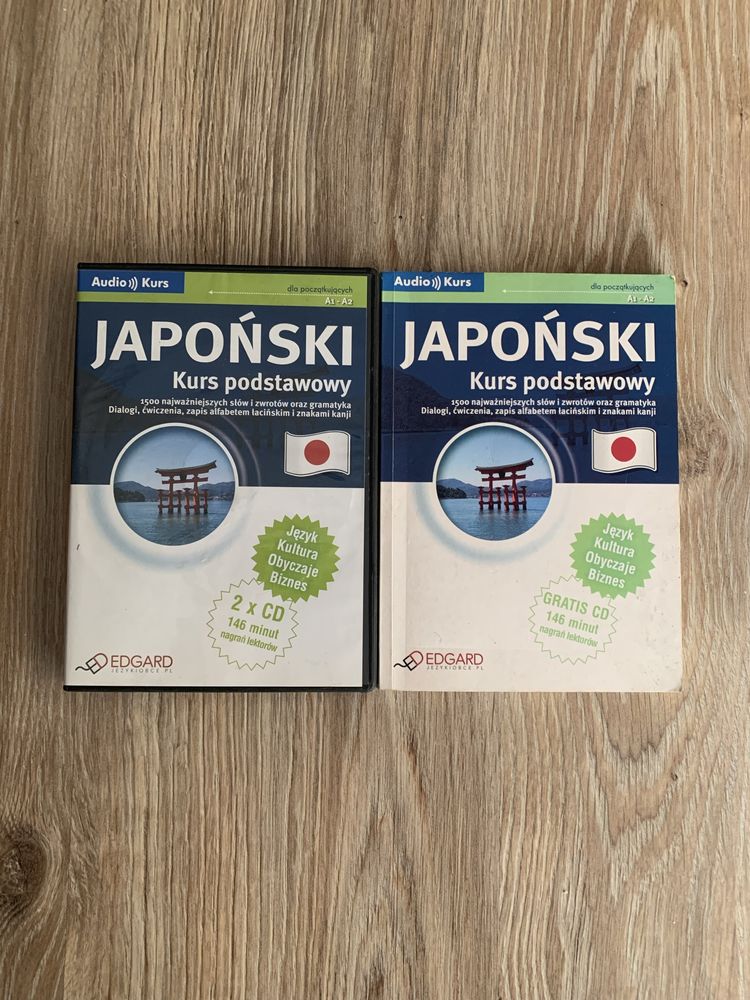 Audio Kurs
dla początkujących
A1 - A2
JAPOŃSKI
Kurs podstawowy
1500 najważniejszych słów i zwrotów oraz gramatyka
Dialogi, ćwiczenia, zapis alfabetem łacińskim i znakami kanji
Język
Kultura
Obyczaje
Biznes
2 x CD
146 minut
nagrań lektorów
EDGARD
JEZYKIOBCE.PL
Audio Kurs
dla początkujących
A1 - A2
JAPOŃSKI
Kurs podstawowy
1500 najważniejszych słów i zwrotów oraz gramatyka
Dialogi, ćwiczenia, zapis alfabetem łacińskim i znakami kanji
Język
Kultura
Obyczaje
Biznes
GRATIS CD
146 minut
nagrań lektorów
EDGARD
JEZYKIOBCE.PL